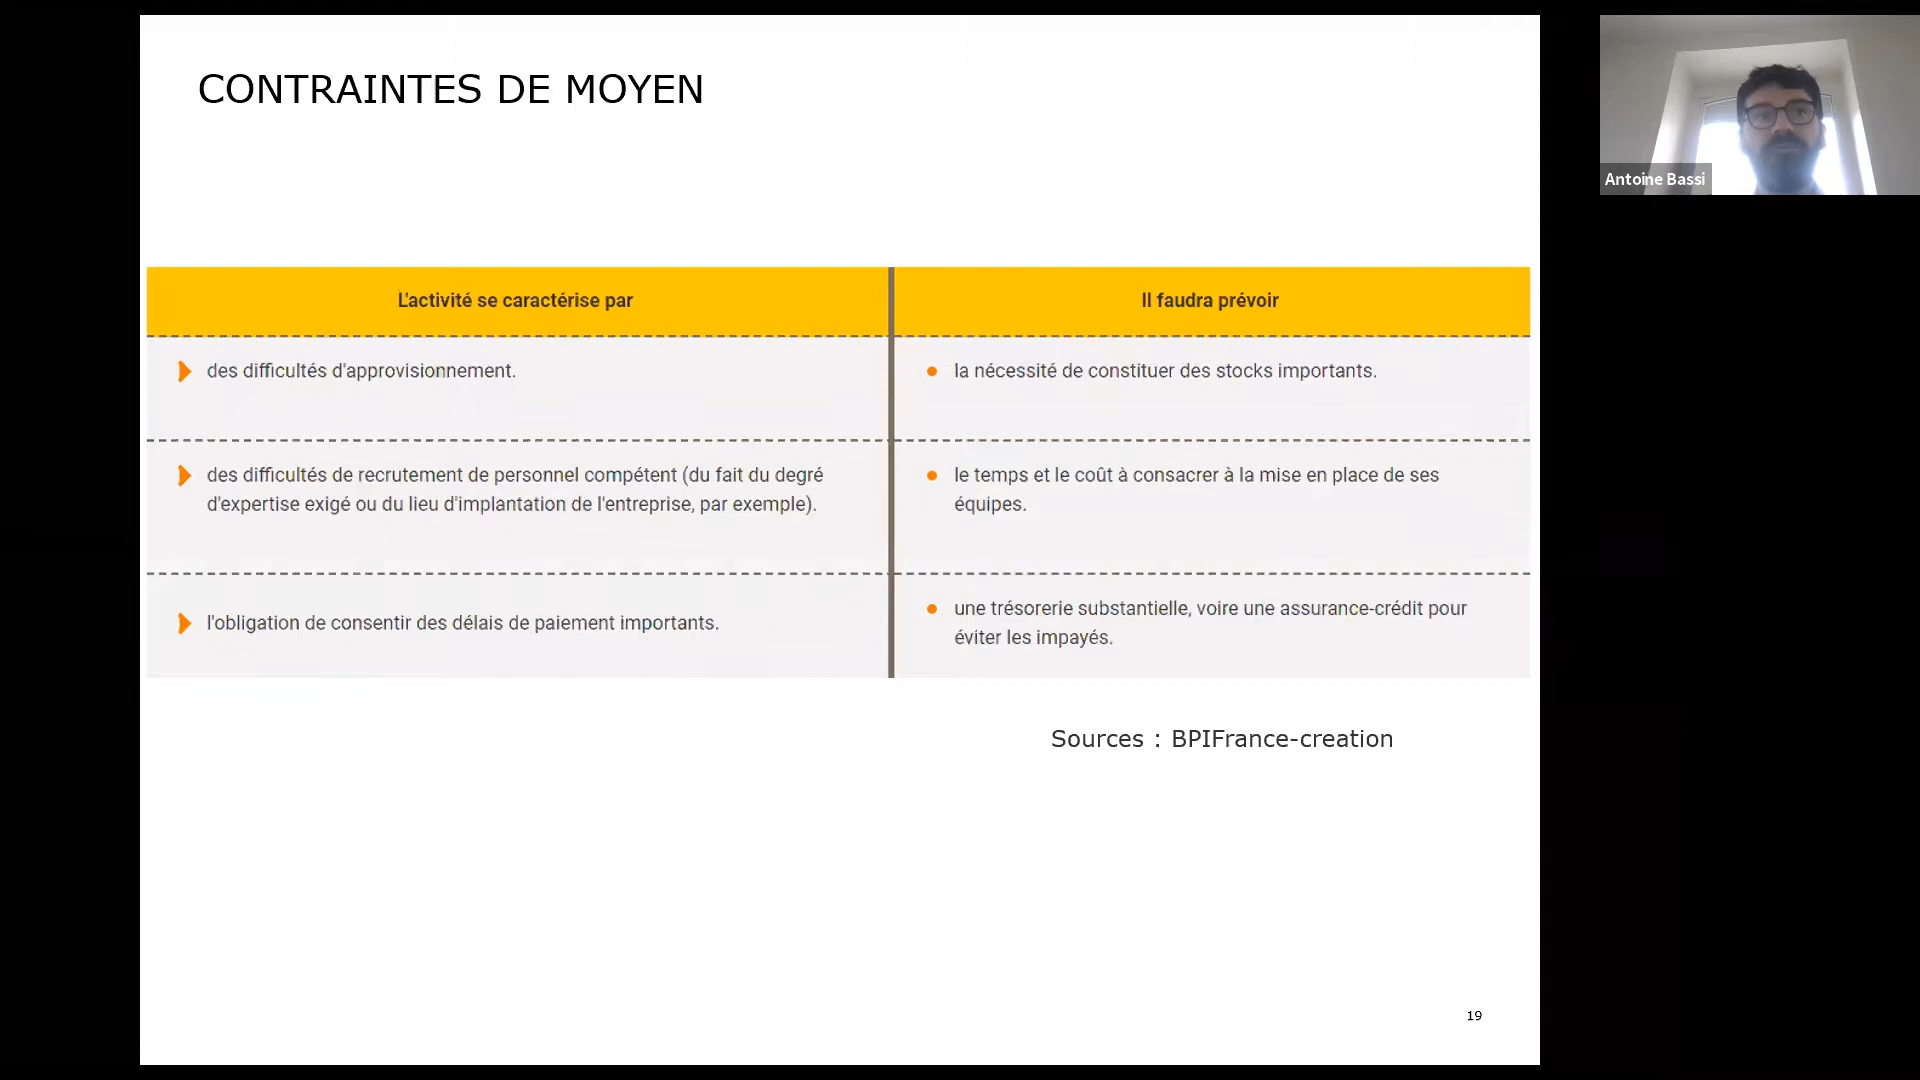 CONTRAINTES DE MOYEN
Antoine Bassi
L'activité se caractérise par
Il faudra prévoir
des difficultés d'approvisionnement.
la nécessité de constituer des stocks importants.
des difficultés de recrutement de personnel compétent (du fait du degré
d'expertise exigé ou du lieu d'implantation de l'entreprise, par exemple).
le temps et le coût à consacrer à la mise en place de ses
équipes.
l'obligation de consentir des délais de paiement importants.
une trésorerie substantielle, voire une assurance-crédit pour
éviter les impayés.
Sources : BPIFrance-creation
19